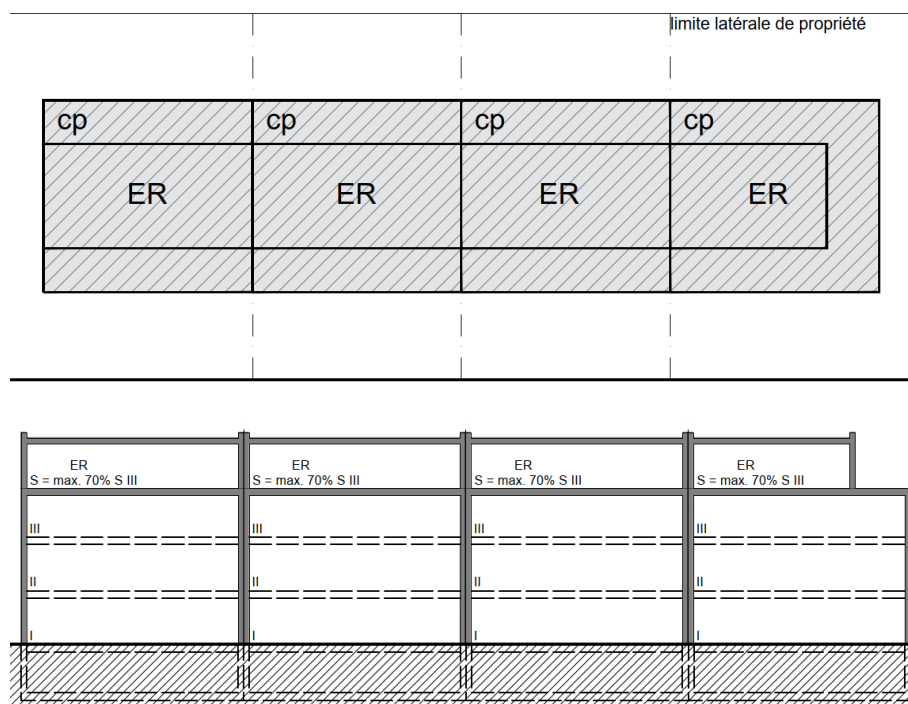 limite latérale de propriété
cp cp cp cp
ER ER ER ER
ER ER ER ER
S = max. 70% S III S = max. 70% S III S = max. 70% S III S = max. 70% S III
III III III III
II II II II
I I I I